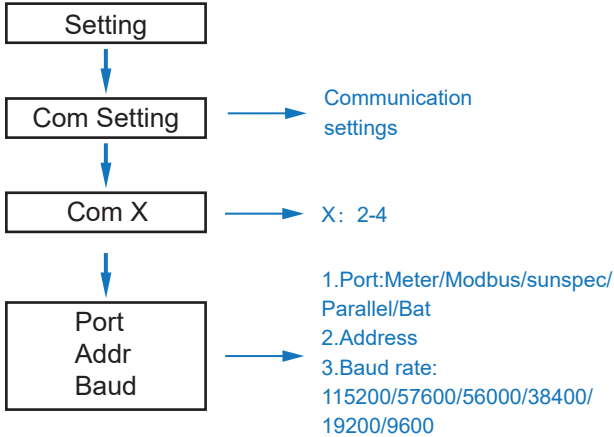 Setting
Com Setting
Communication
settings
Com X
X: 2-4
Port
Addr
Baud
1.Port:Meter/Modbus/sunspec/
Parallel/Bat
2.Address
3.Baud rate:
115200/57600/56000/38400/
19200/9600